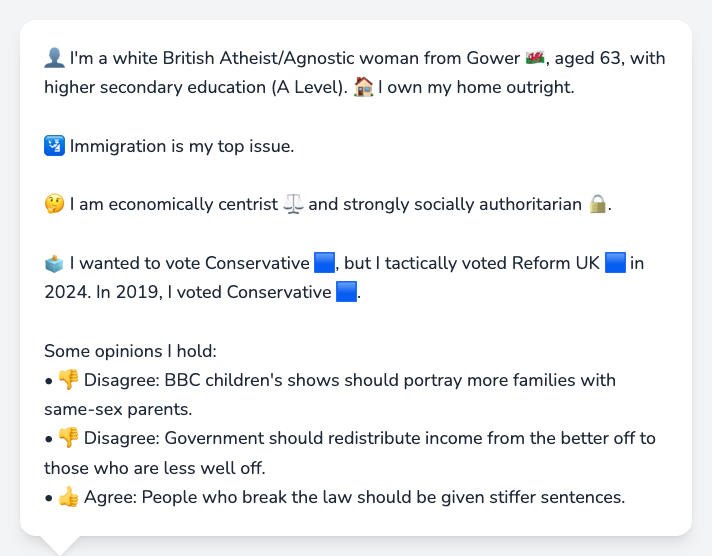 👤 I'm a white British Atheist/Agnostic woman from Gower 🏴󠁧󠁢󠁷󠁬󠁳󠁿, aged 63, with
higher secondary education (A Level). 🏠 I own my home outright.
🛂 Immigration is my top issue.
🤔 I am economically centrist ⚖️ and strongly socially authoritarian 🔒.
🗳️ I wanted to vote Conservative 🟦, but I tactically voted Reform UK 🟦 in
2024. In 2019, I voted Conservative 🟦.
Some opinions I hold:
• 👎 Disagree: BBC children's shows should portray more families with
same-sex parents.
• 👎 Disagree: Government should redistribute income from the better off to
those who are less well off.
• 👍 Agree: People who break the law should be given stiffer sentences.